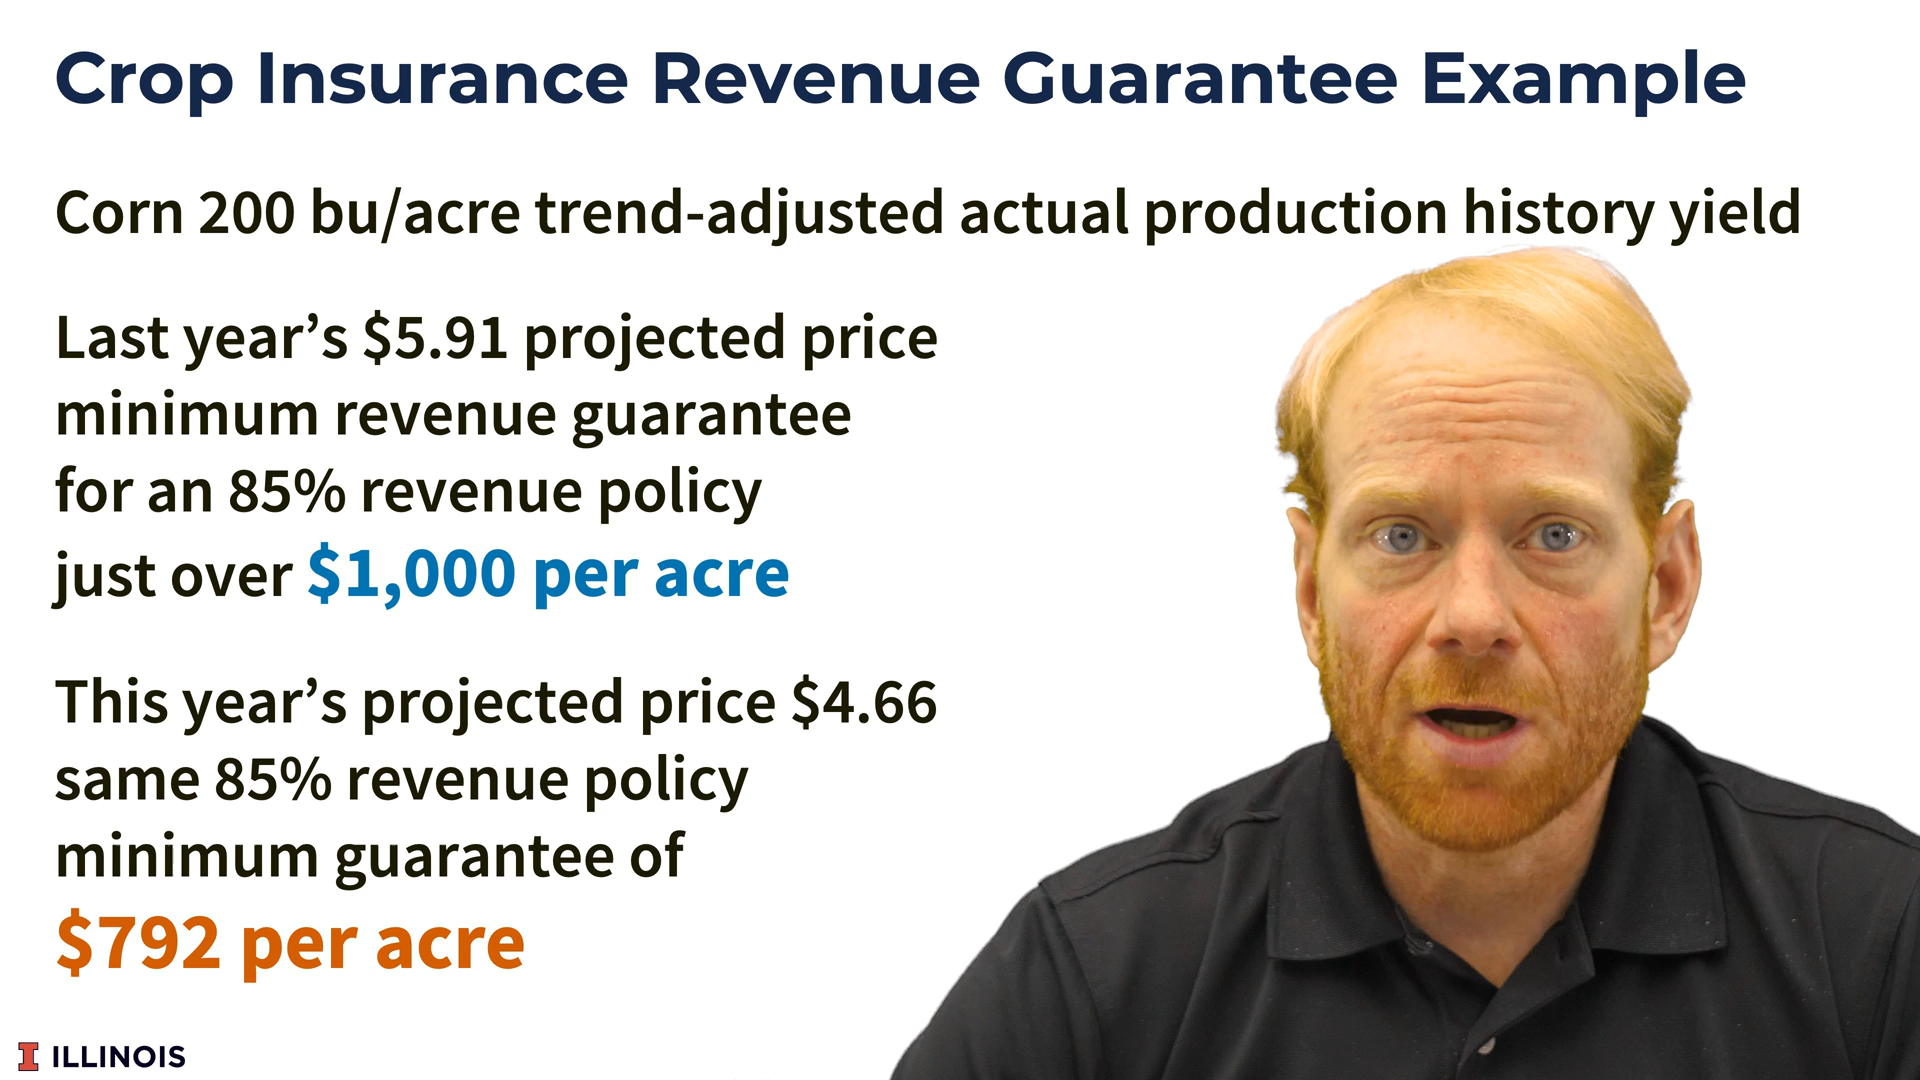 Crop Insurance Revenue Guarantee Example
Corn 200 bu/acre trend-adjusted actual production history yield
Last year’s $5.91 projected price
minimum revenue guarantee
for an 85% revenue policy
just over $1,000 per acre
This year’s projected price $4.66
same 85% revenue policy
minimum guarantee of
$792 per acre
I ILLINOIS